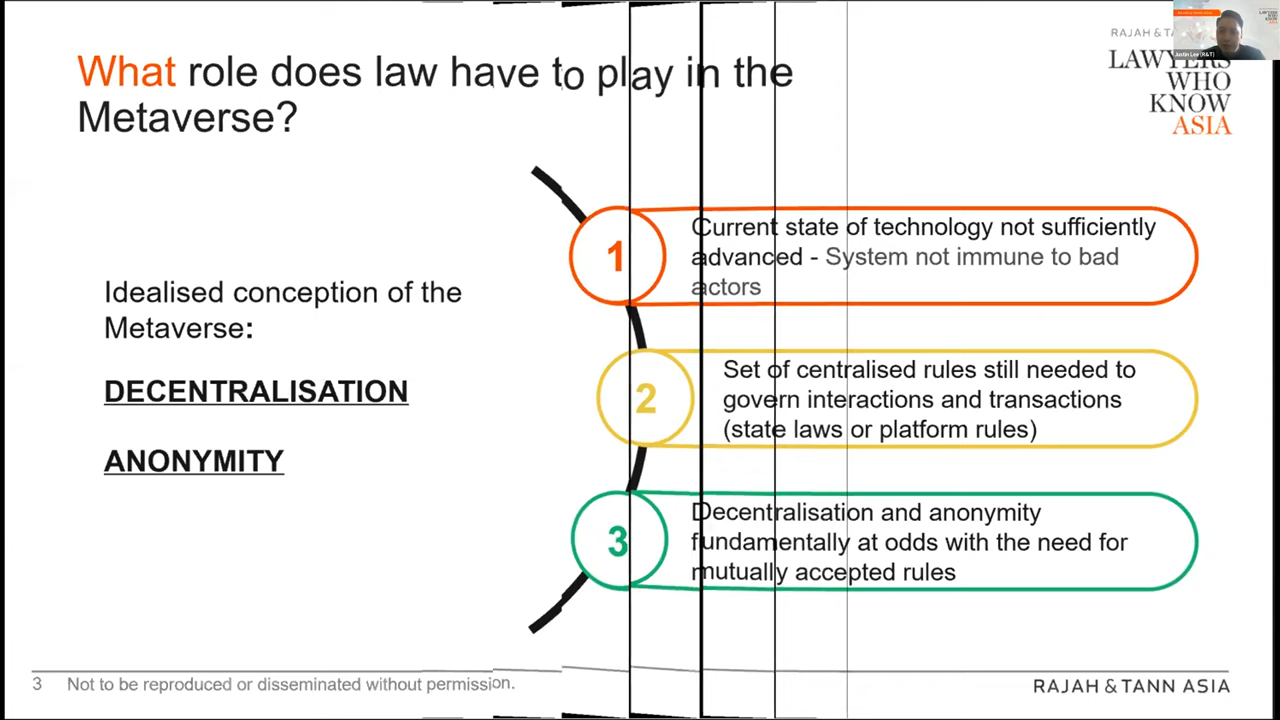 What role does law have to play in the
Metaverse?
RAJAH & TANN
LAWYERS
WHO
KNOW
ASIA
Justin Lee (R&T)
Idealised conception of the
Metaverse:
DECENTRALISATION
ANONYMITY
1
Current state of technology not sufficiently
advanced - System not immune to bad
actors
2
Set of centralised rules still needed to
govern interactions and transactions
(state laws or platform rules)
3
Decentralisation and anonymity
fundamentally at odds with the need for
mutually accepted rules
3 Not to be reproduced or disseminated without permission.
RAJAH & TANN ASIA